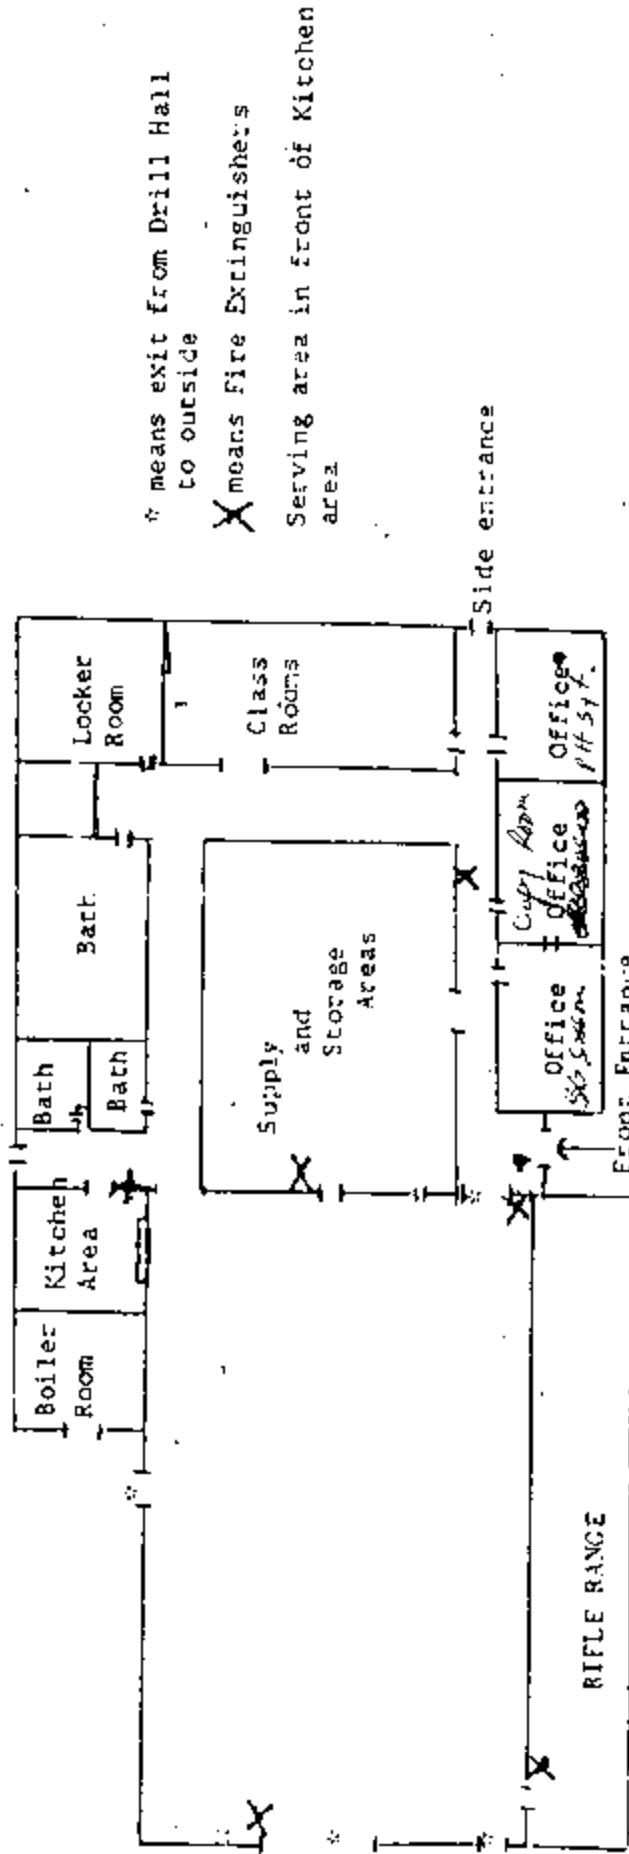 * means exit from Drill Hall
to outside
X means Fire Extinguishers
Serving area in front of Kitchen
area
Side entrance
Locker
Room
Class
Rooms
Bath
Bath
Bath
Kitchen
Area
Boiler
Room
Supply
and
Storage
Areas
Office
Copy Room
Office
Office
Front Entrance
RIFLE RANGE